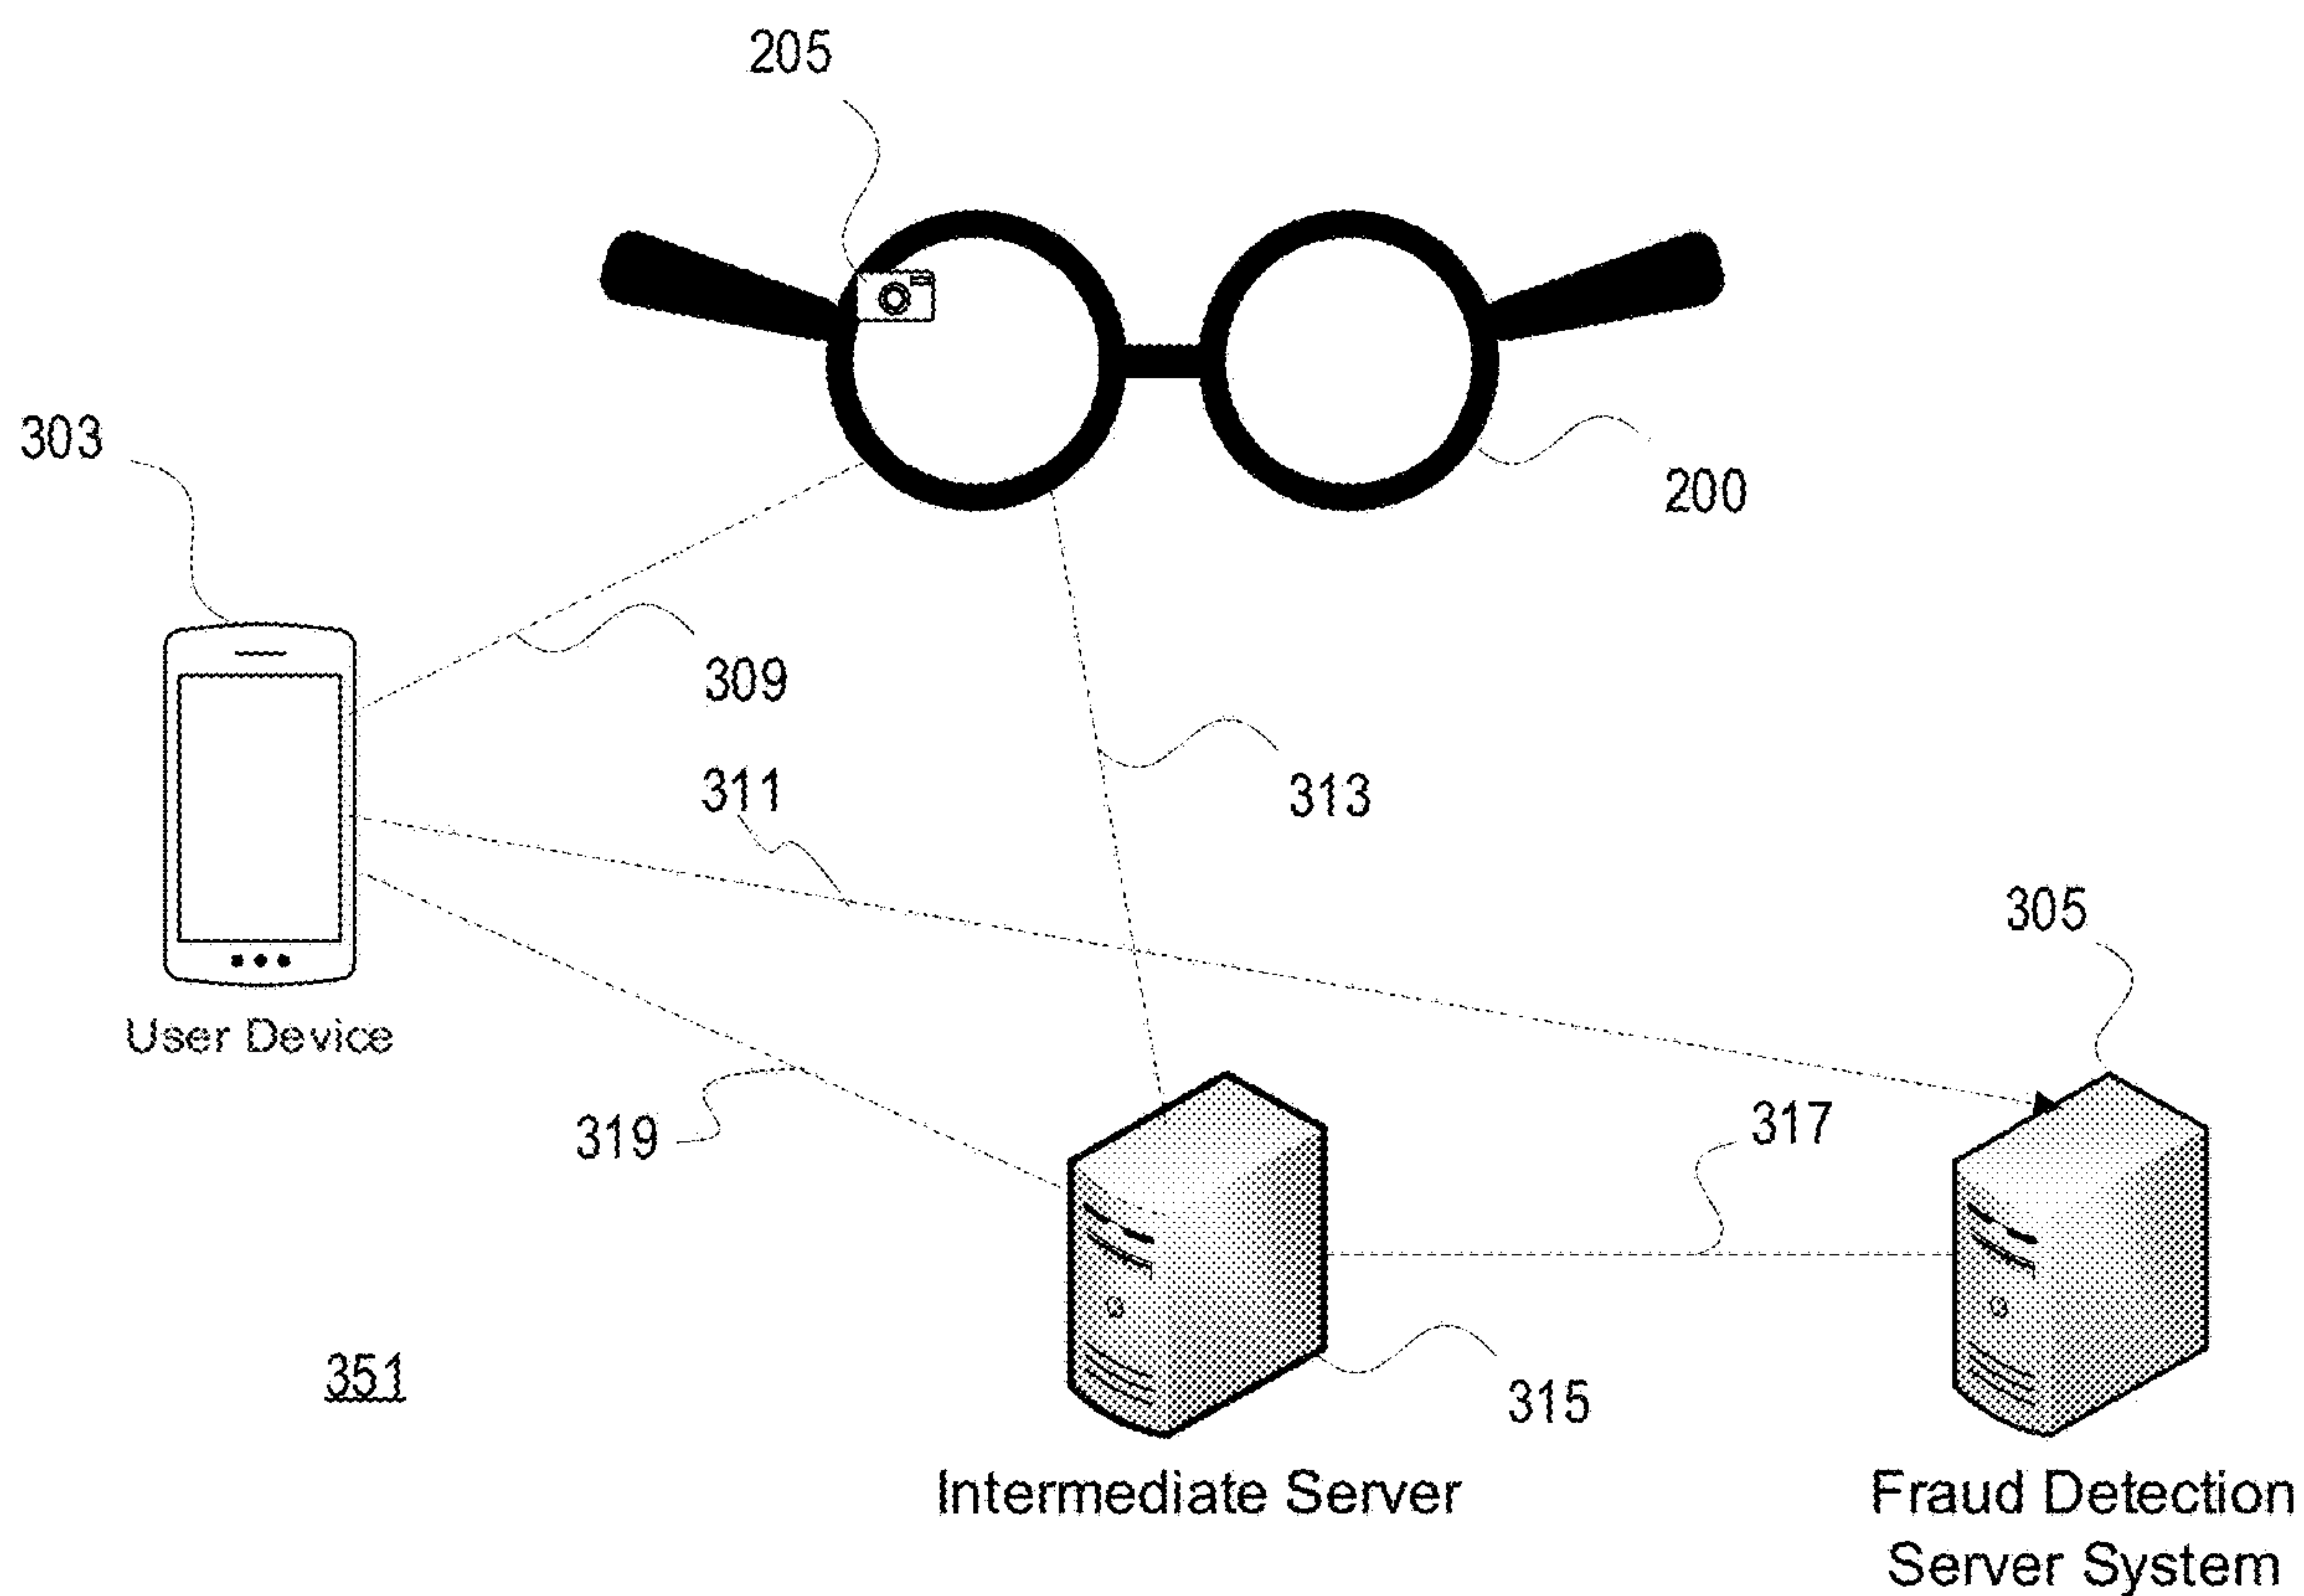 205
303
200
309
311
313
305
319
317
User Device
351
315
Intermediate Server
Fraud Detection
Server System